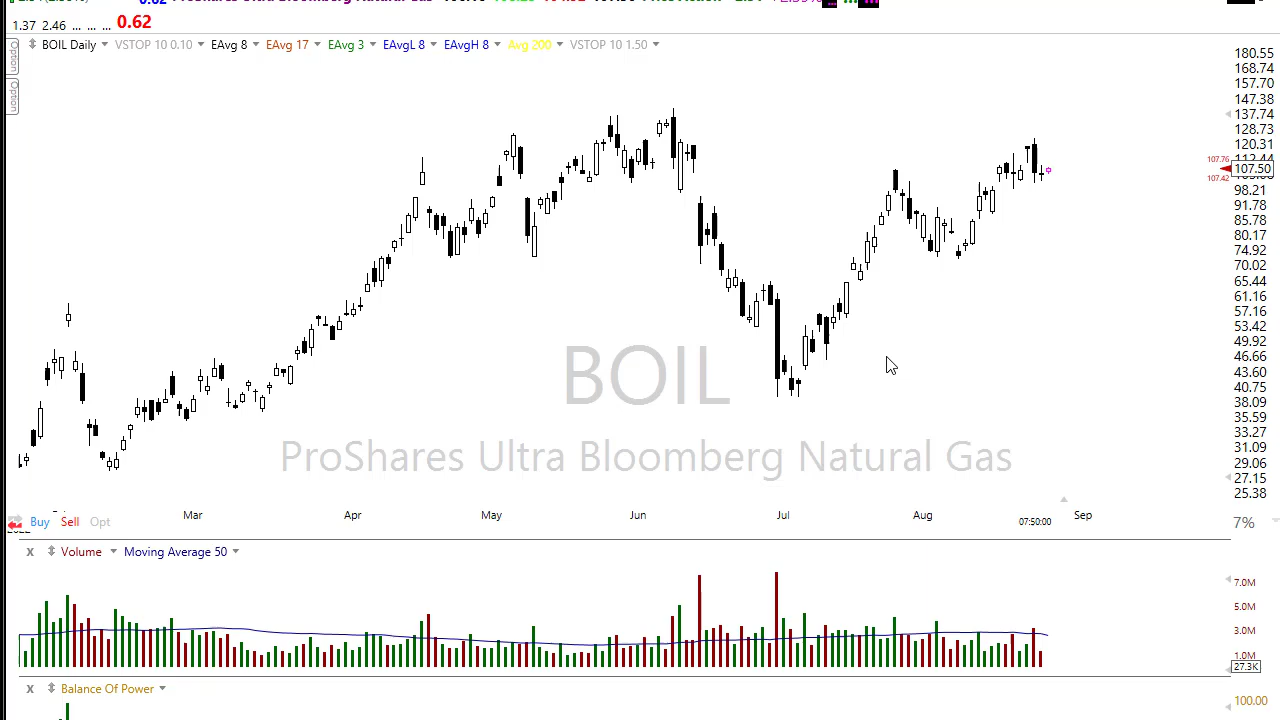 1.37 2.46 ... ... ... 0.62
BOIL Daily VSTOP 10 0.10 EAvg 8 EAvg 17 EAvg 3 EAvgL 8 EAvgH 8 Avg 200 VSTOP 10 1.50
Option
Option
180.55
168.74
157.70
147.38
137.74
128.73
120.31
107.76
107.50
107.42
98.21
91.78
85.78
80.17
74.92
70.02
65.44
61.16
57.16
53.42
49.92
46.66
43.60
40.75
38.09
35.59
33.27
31.09
29.06
27.15
25.38
BOIL
ProShares Ultra Bloomberg Natural Gas
Mar Apr May Jun Jul Aug Sep
Buy Sell Opt 07:50:00 7%
X Volume Moving Average 50
7.0M
5.0M
3.0M
1.0M
27.3K
X Balance Of Power
100.00